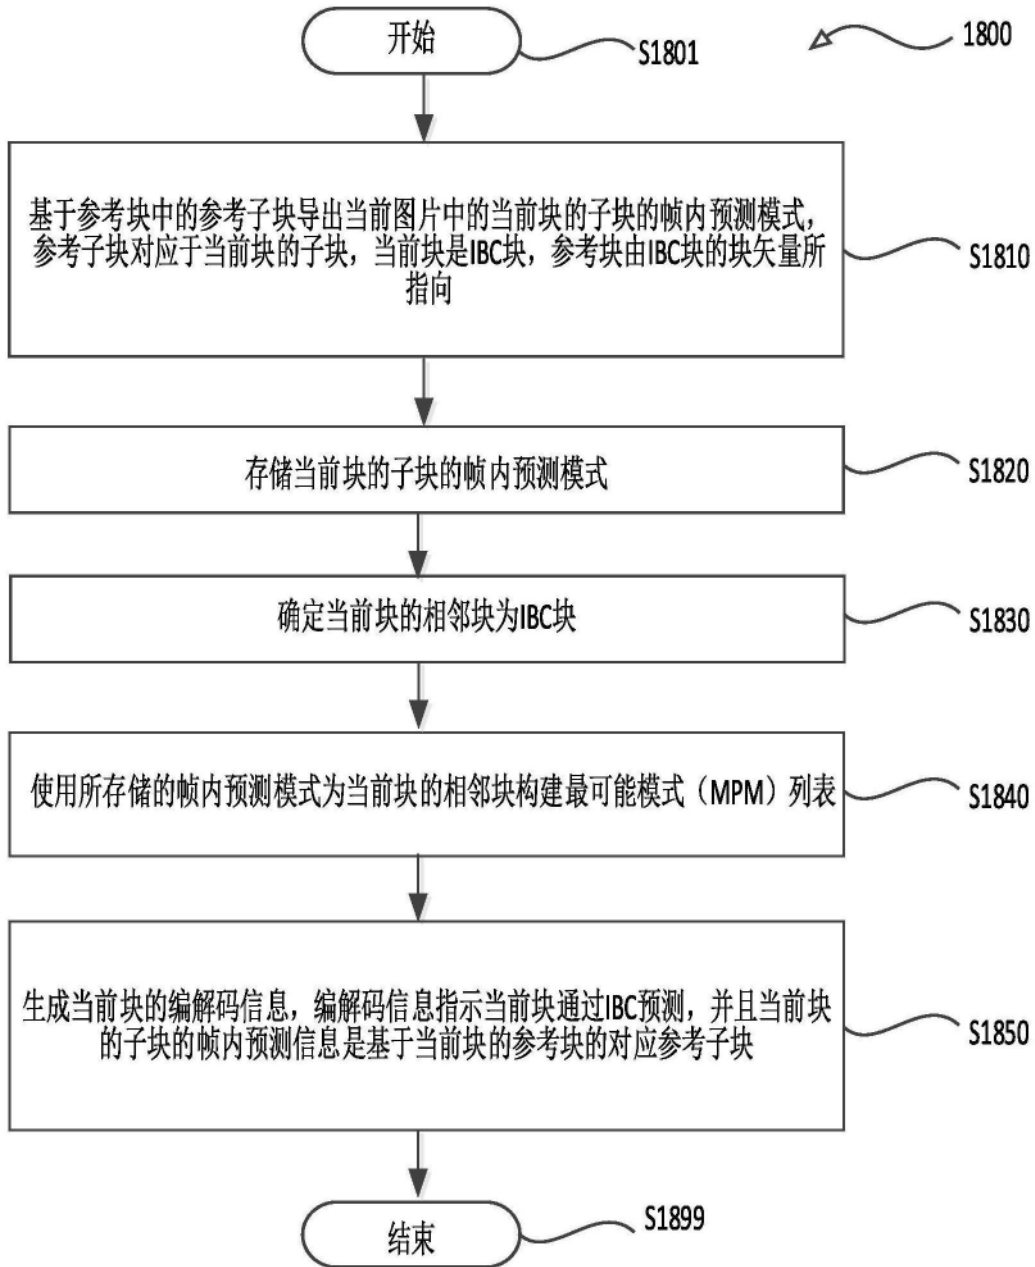 开始
S1801
1800
基于参考块中的参考子块导出当前图片中的当前块的子块的帧内预测模式，
参考子块对应于当前块的子块，当前块是IBC块，参考块由IBC块的块矢量所
指向
S1810
存储当前块的子块的帧内预测模式
S1820
确定当前块的相邻块为IBC块
S1830
使用所存储的帧内预测模式为当前块的相邻块构建最可能模式（MPM）列表
S1840
生成当前块的编解码信息，编解码信息指示当前块通过IBC预测，并且当前块
的子块的帧内预测信息是基于当前块的参考块的对应参考子块
S1850
结束
S1899